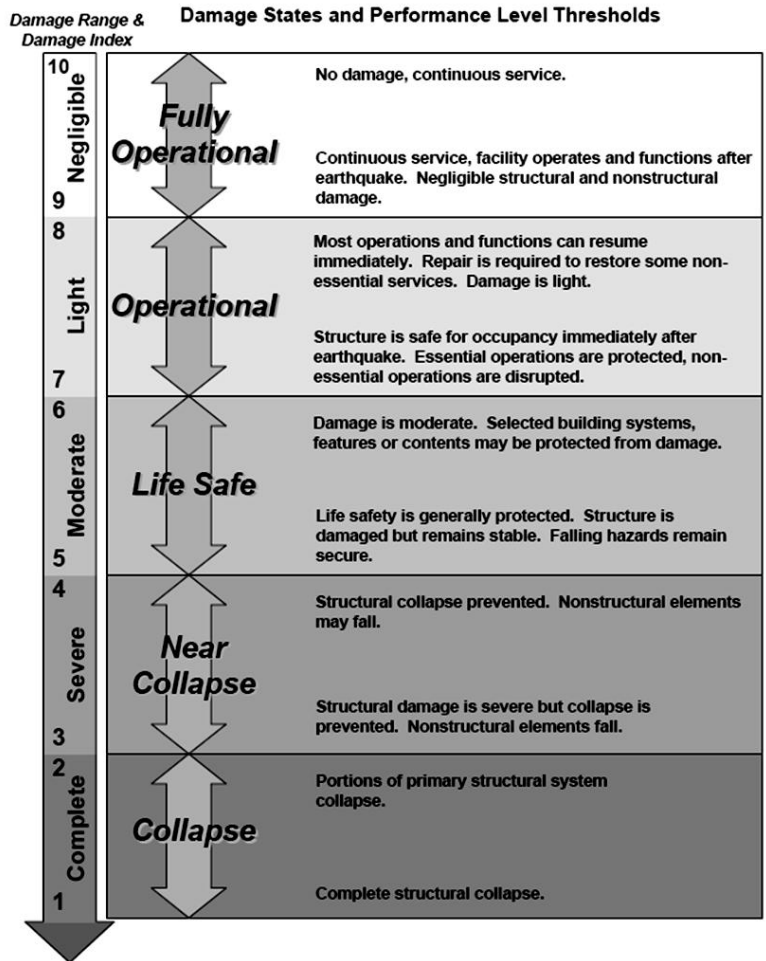 Damage Range &
Damage Index
Damage States and Performance Level Thresholds
10
Negligible
9
Fully
Operational
No damage, continuous service.
Continuous service, facility operates and functions after
earthquake. Negligible structural and nonstructural
damage.
8
Light
7
Operational
Most operations and functions can resume
immediately. Repair is required to restore some non-
essential services. Damage is light.
Structure is safe for occupancy immediately after
earthquake. Essential operations are protected, non-
essential operations are disrupted.
6
Moderate
5
Life Safe
Damage is moderate. Selected building systems,
features or contents may be protected from damage.
Life safety is generally protected. Structure is
damaged but remains stable. Falling hazards remain
secure.
4
Severe
3
Near
Collapse
Structural collapse prevented. Nonstructural elements
may fall.
Structural damage is severe but collapse is
prevented. Nonstructural elements fall.
2
Complete
1
Collapse
Portions of primary structural system
collapse.
Complete structural collapse.